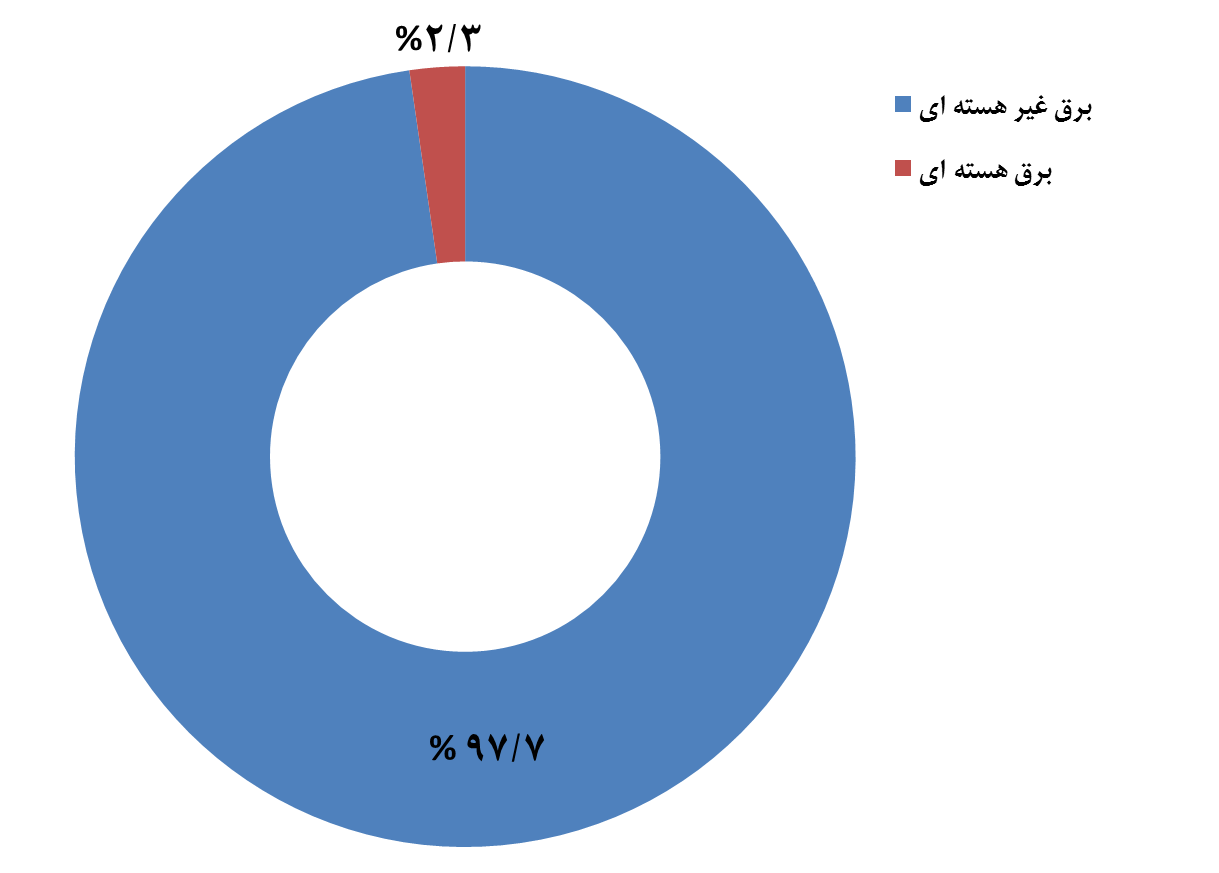 %۲/۳
برق غیر هسته ای
برق هسته ای
% ۹۷/۷